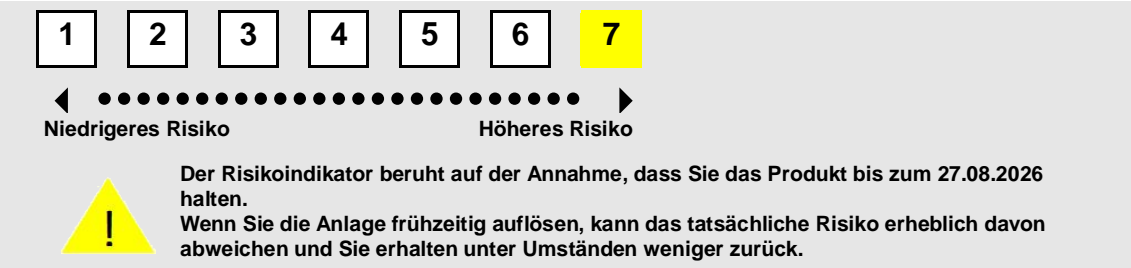 1 2 3 4 5 6 7
Niedrigeres Risiko Höheres Risiko
Der Risikoindikator beruht auf der Annahme, dass Sie das Produkt bis zum 27.08.2026
halten.
Wenn Sie die Anlage frühzeitig auflösen, kann das tatsächliche Risiko erheblich davon
abweichen und Sie erhalten unter Umständen weniger zurück.
!